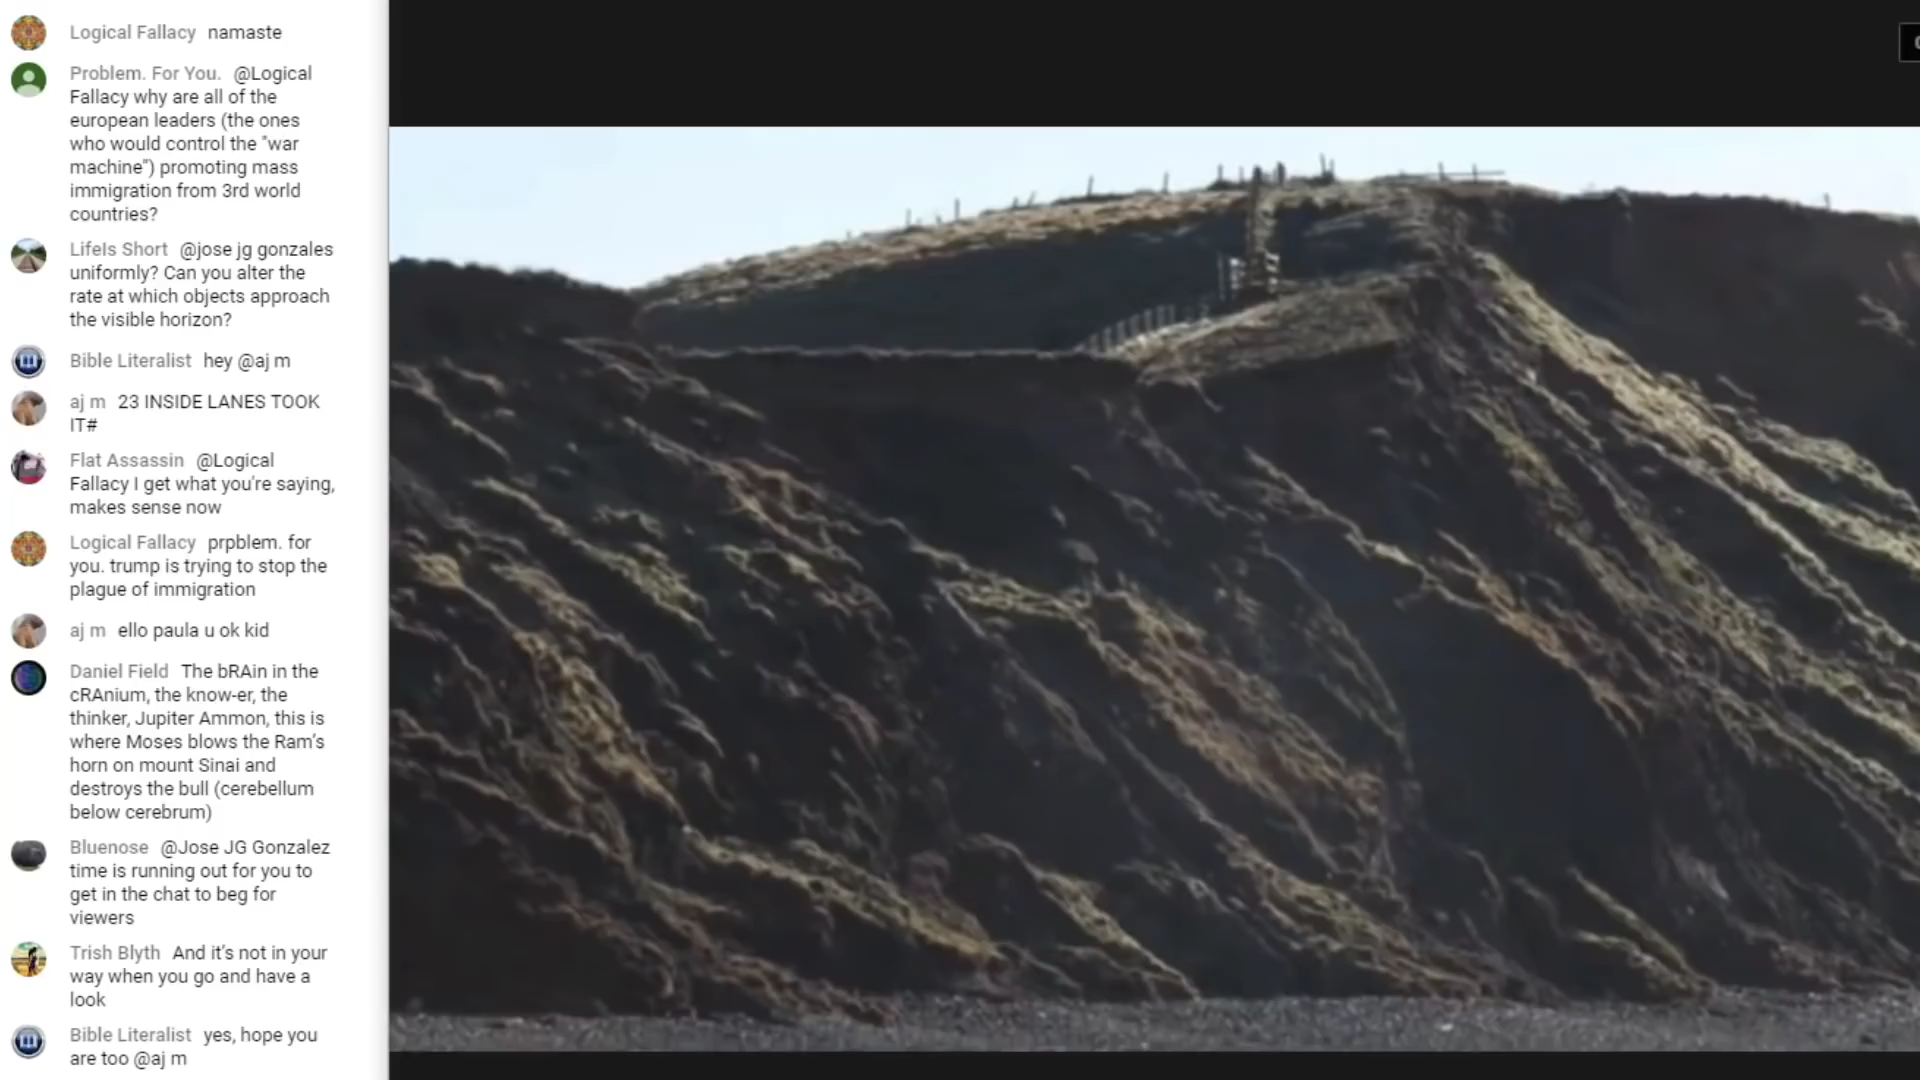 Logical Fallacy namaste
Problem. For You. @Logical
Fallacy why are all of the
european leaders (the ones
who would control the "war
machine") promoting mass
immigration from 3rd world
countries?
LifeIs Short @jose jg gonzales
uniformly? Can you alter the
rate at which objects approach
the visible horizon?
Bible Literalist hey @aj m
aj m 23 INSIDE LANES TOOK
IT#
Flat Assassin @Logical
Fallacy I get what you're saying,
makes sense now
Logical Fallacy prpblem. for
you. trump is trying to stop the
plague of immigration
aj m ello paula u ok kid
Daniel Field The bRAin in the
cRAnium, the know-er, the
thinker, Jupiter Ammon, this is
where Moses blows the Ram's
horn on mount Sinai and
destroys the bull (cerebellum
below cerebrum)
Bluenose @Jose JG Gonzalez
time is running out for you to
get in the chat to beg for
viewers
Trish Blyth And it's not in your
way when you go and have a
look
Bible Literalist yes, hope you
are too @aj m